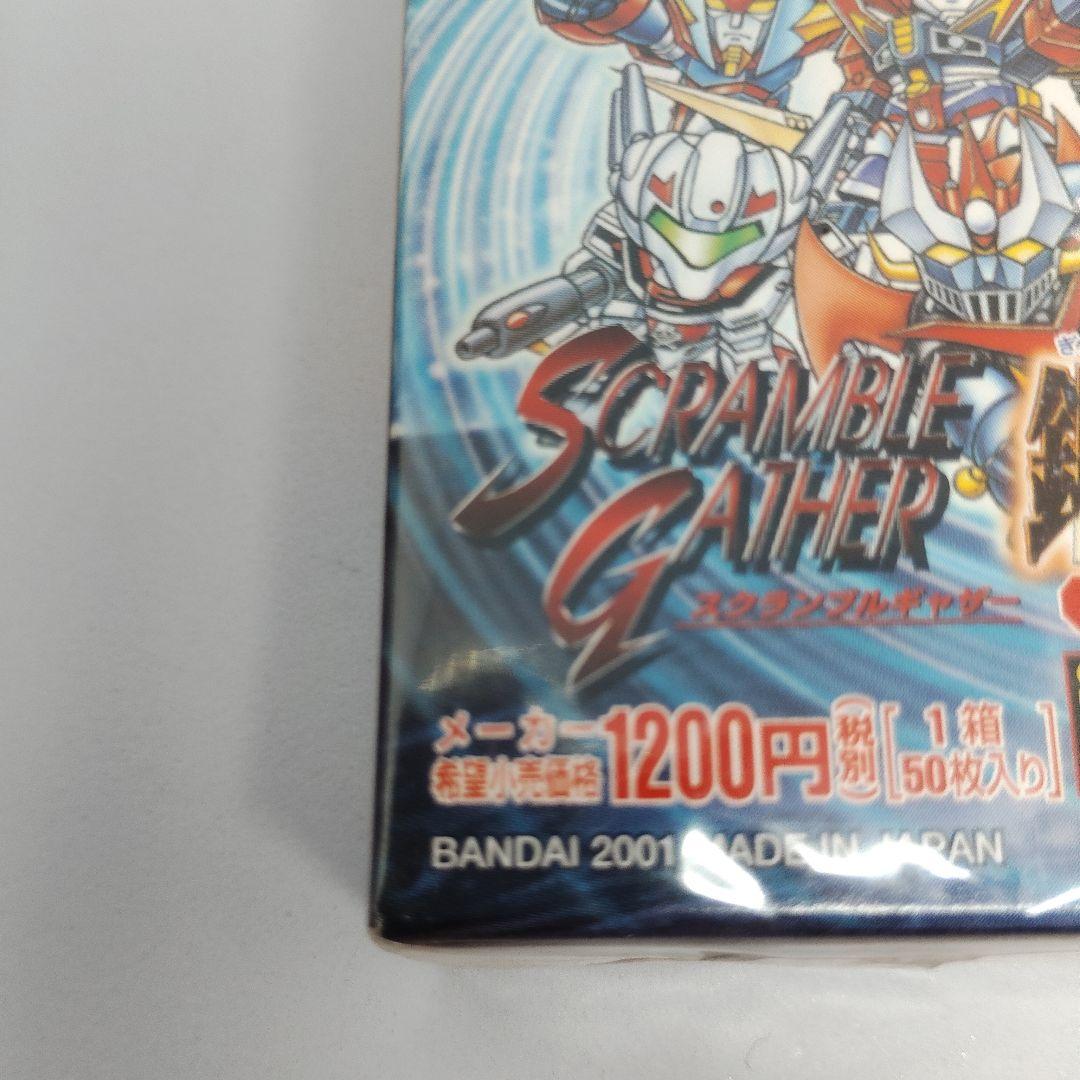 SCRAMBLE
GATHER
スクランブルギャザー
メーカー
希望小売価格 1200円(税別) [1箱 50枚入り]
BANDAI 2001 MADE IN JAPAN